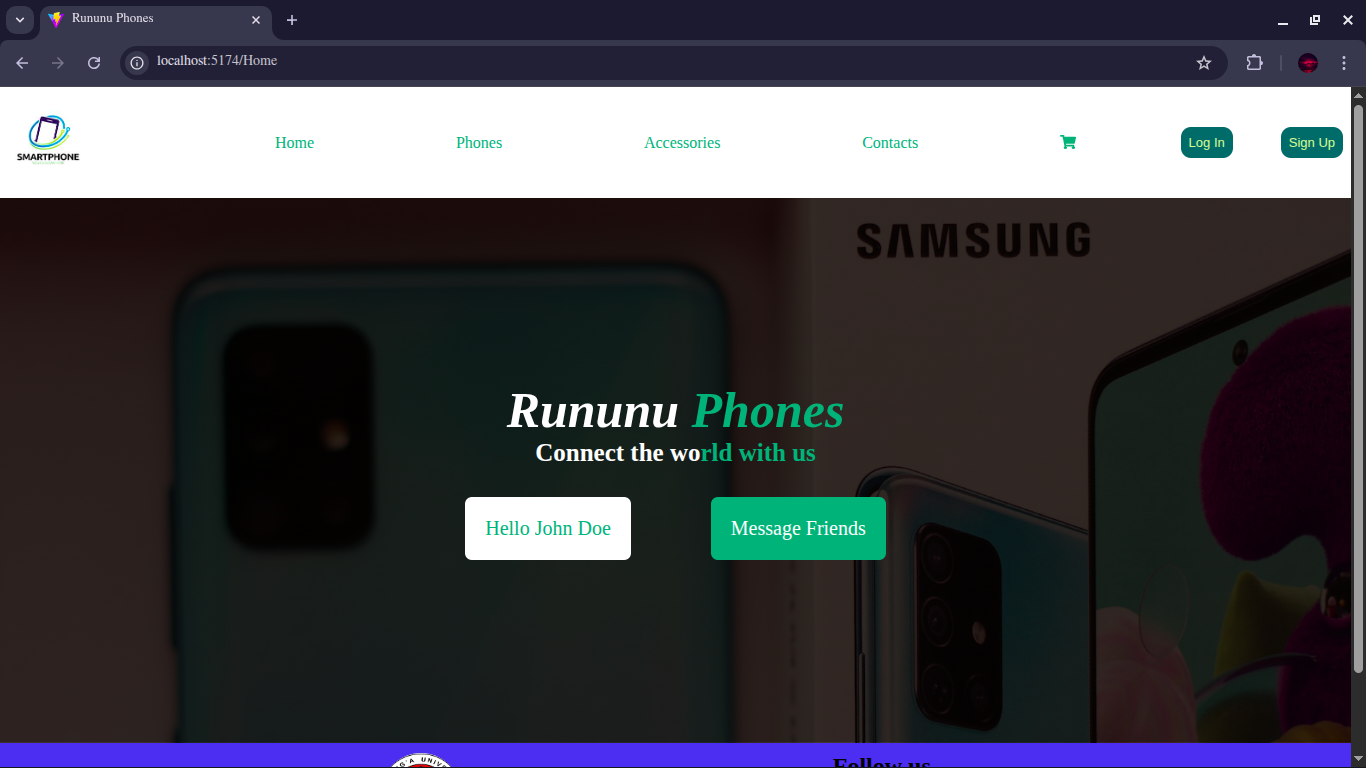 Rununu Phones
localhost:5174/Home
SMARTPHONE
Home
Phones
Accessories
Contacts
Log In
Sign Up
SAMSUNG
Rununu Phones
Connect the world with us
Hello John Doe
Message Friends
G'A UNIV
Follow us